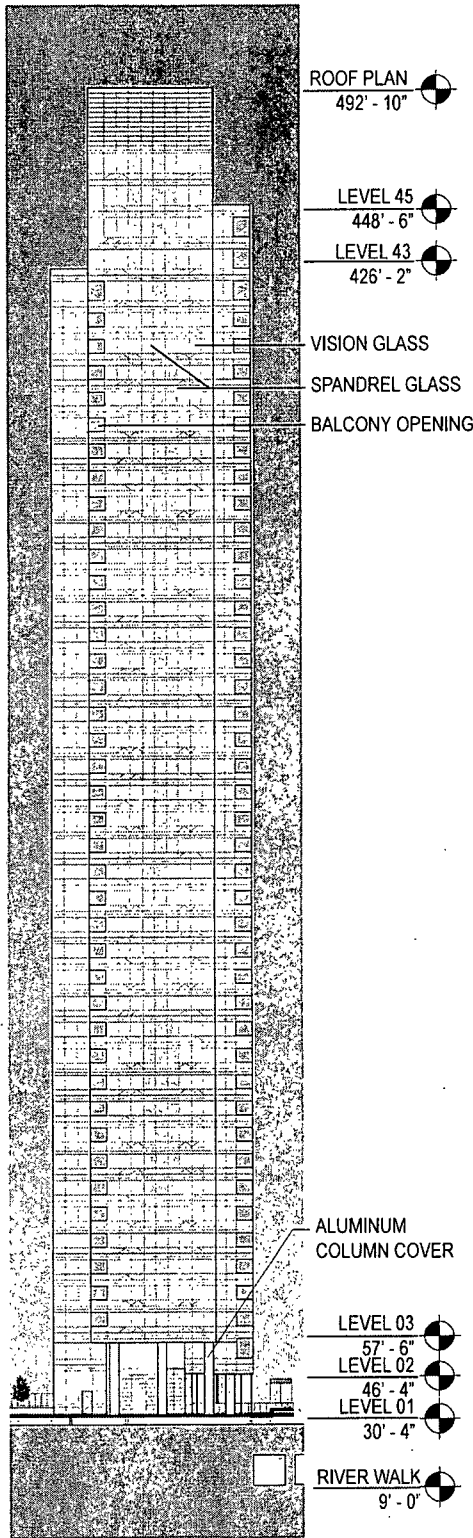 ROOF PLAN
492' - 10"
LEVEL 45
448' - 6"
LEVEL 43
426' - 2"
VISION GLASS
SPANDREL GLASS
BALCONY OPENING
ALUMINUM
COLUMN COVER
LEVEL 03
57' - 6"
LEVEL 02
46' - 4"
LEVEL 01
30' - 4"
RIVER WALK
9' - 0"